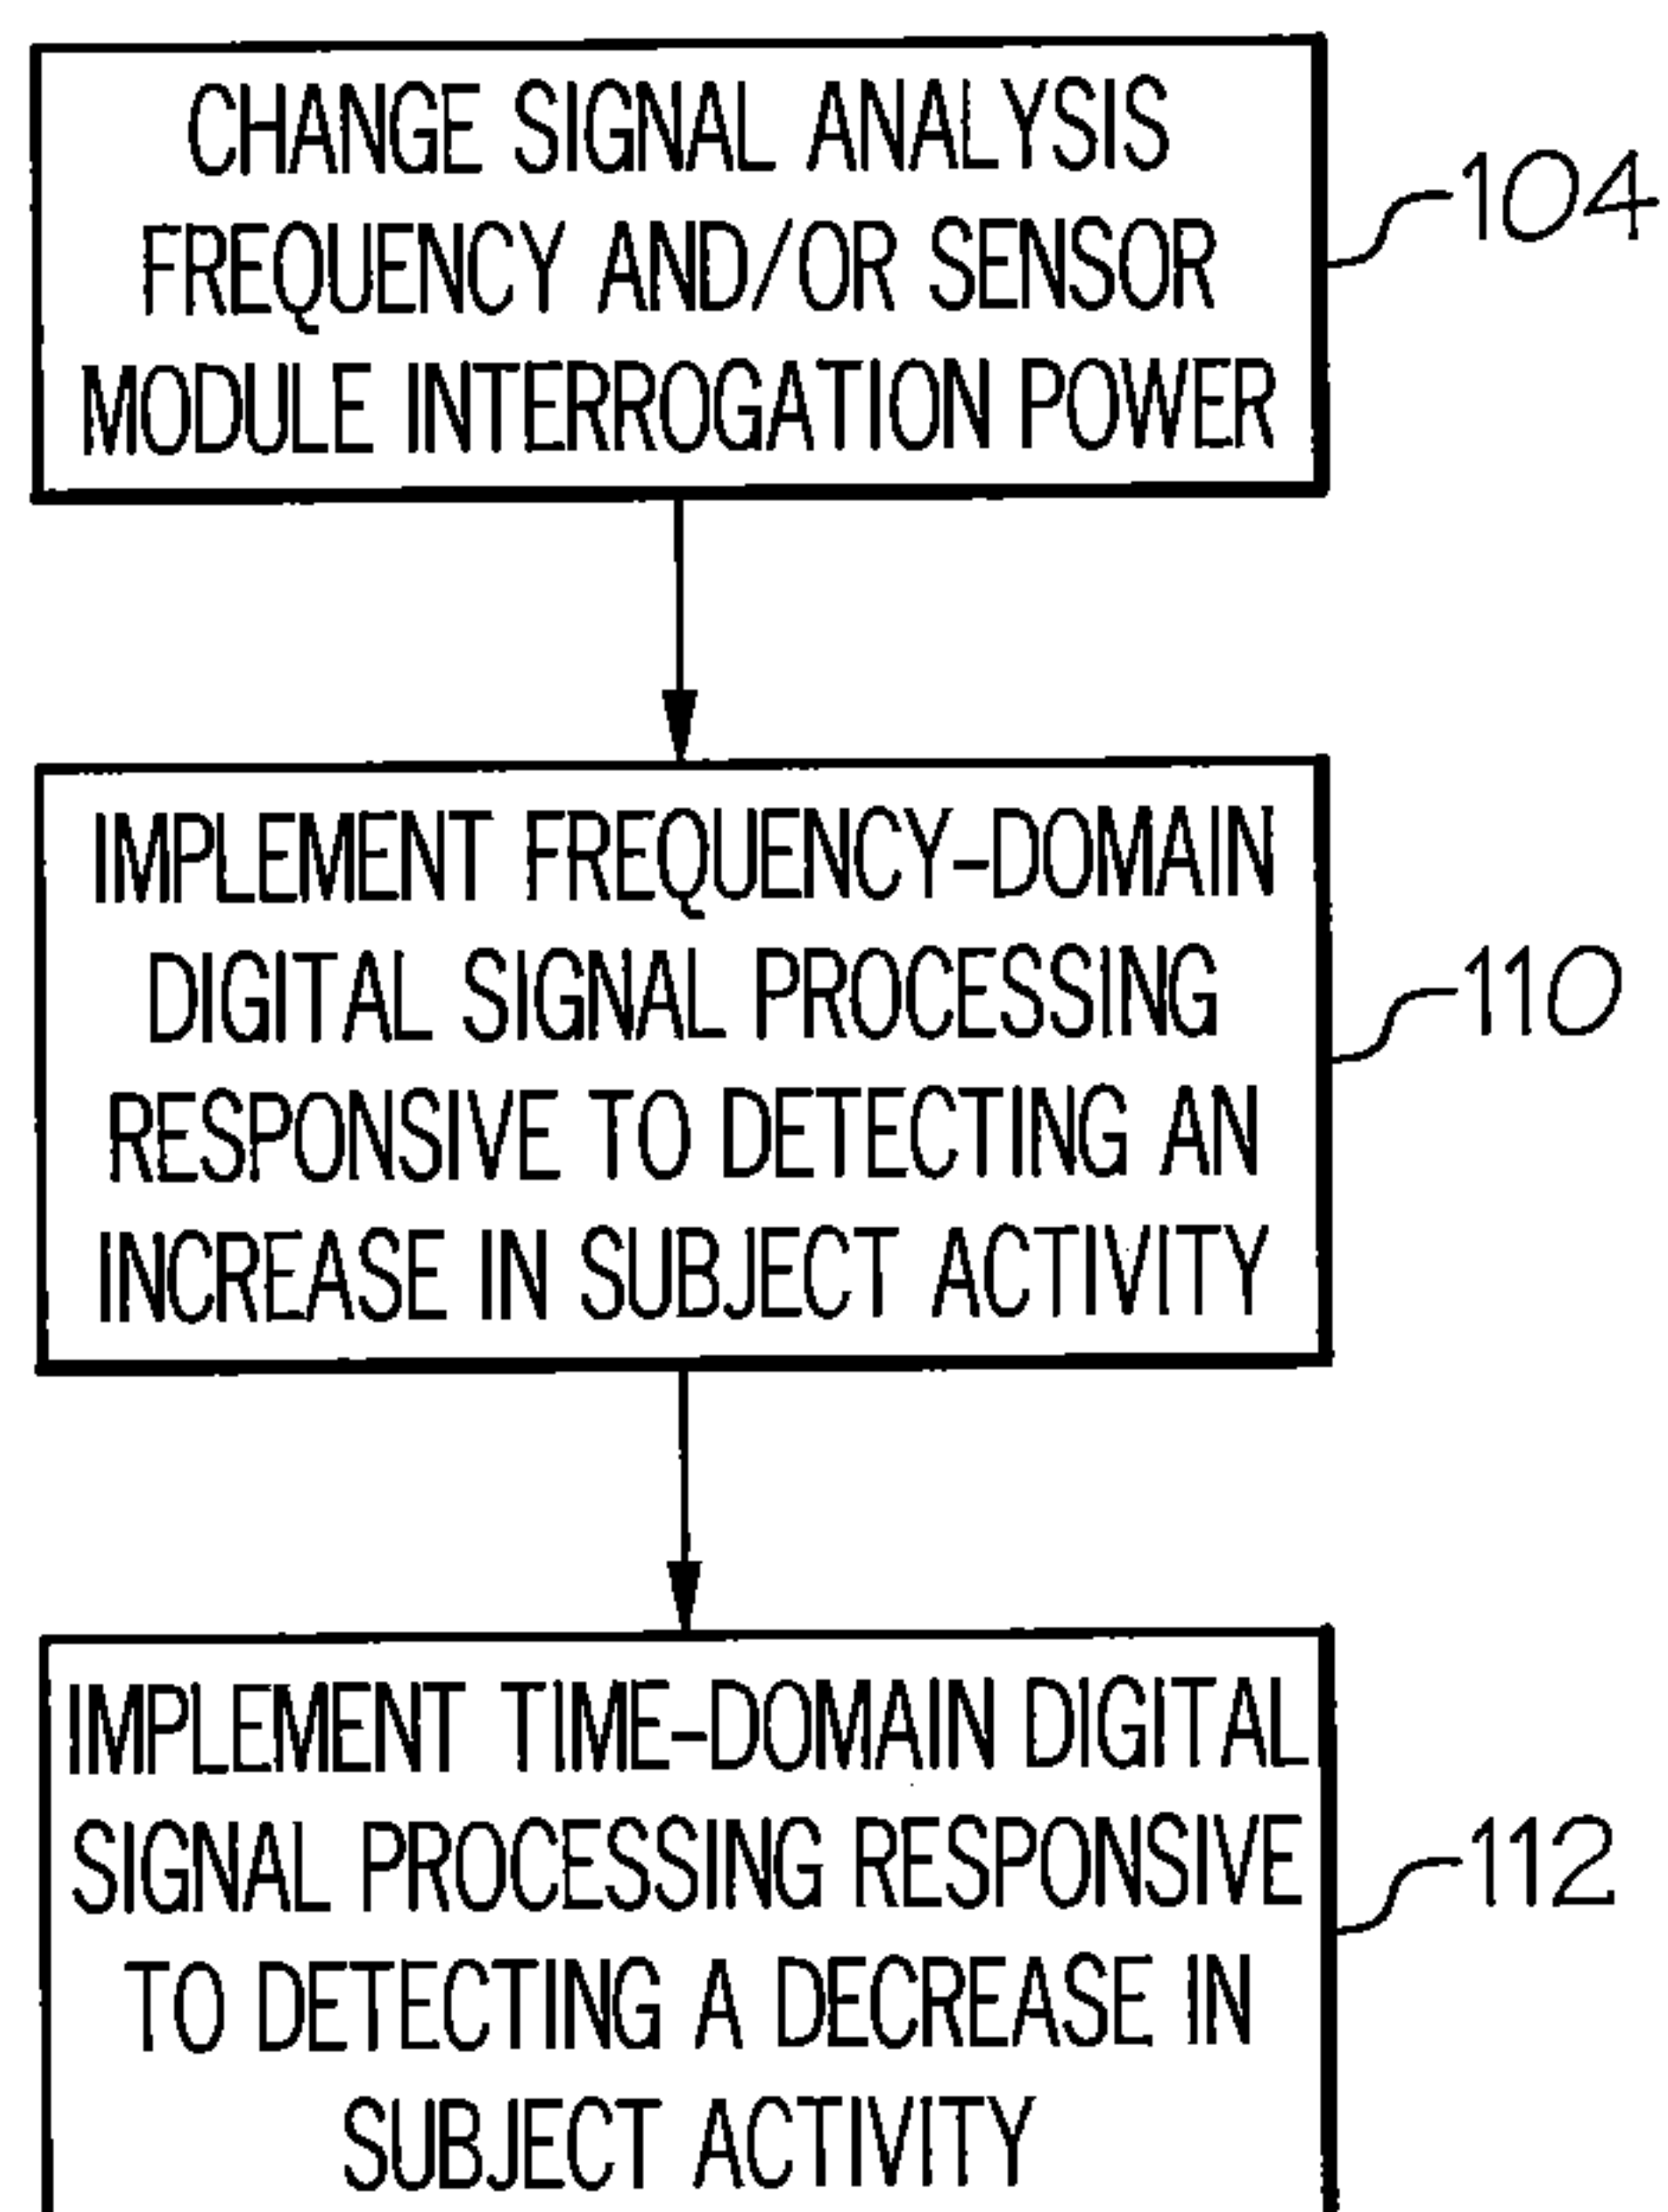 CHANGE SIGNAL ANALYSIS
FREQUENCY AND/OR SENSOR
MODULE INTERROGATION POWER
104
IMPLEMENT FREQUENCY-DOMAIN
DIGITAL SIGNAL PROCESSING
RESPONSIVE TO DETECTING AN
INCREASE IN SUBJECT ACTIVITY
110
IMPLEMENT TIME-DOMAIN DIGITAL
SIGNAL PROCESSING RESPONSIVE
TO DETECTING A DECREASE IN
SUBJECT ACTIVITY
112